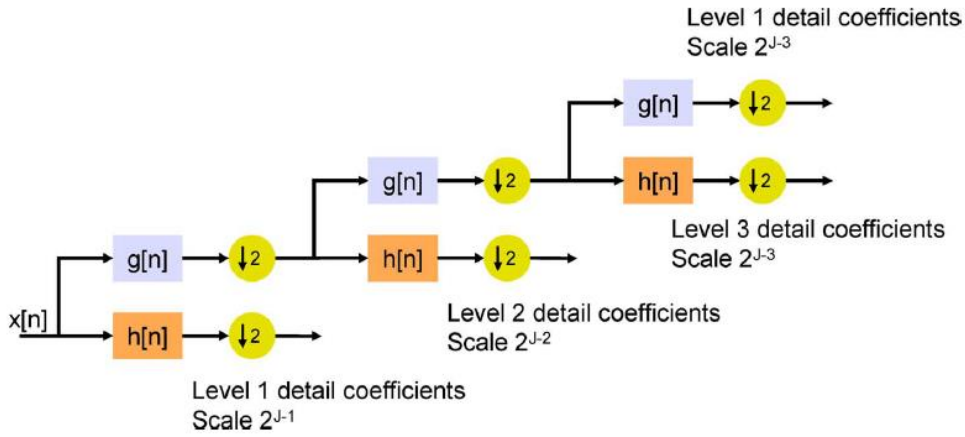 Level 1 detail coefficients
Scale 2^J-3
g[n]
↓2
g[n]
↓2
h[n]
↓2
Level 3 detail coefficients
Scale 2^J-3
g[n]
↓2
h[n]
↓2
x[n]
h[n]
↓2
Level 2 detail coefficients
Scale 2^J-2
Level 1 detail coefficients
Scale 2^J-1